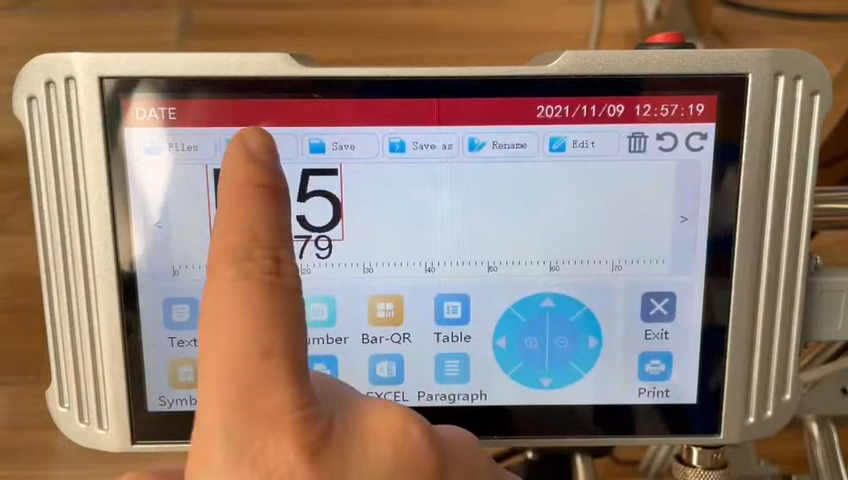 DATE 2021/11/09 12:57:19
Files Save Save as Rename Edit
5
79
0 20 30 40 50 60 70
Text umber Bar-QR Table Exit
Symb EXCEL Paragraph Print